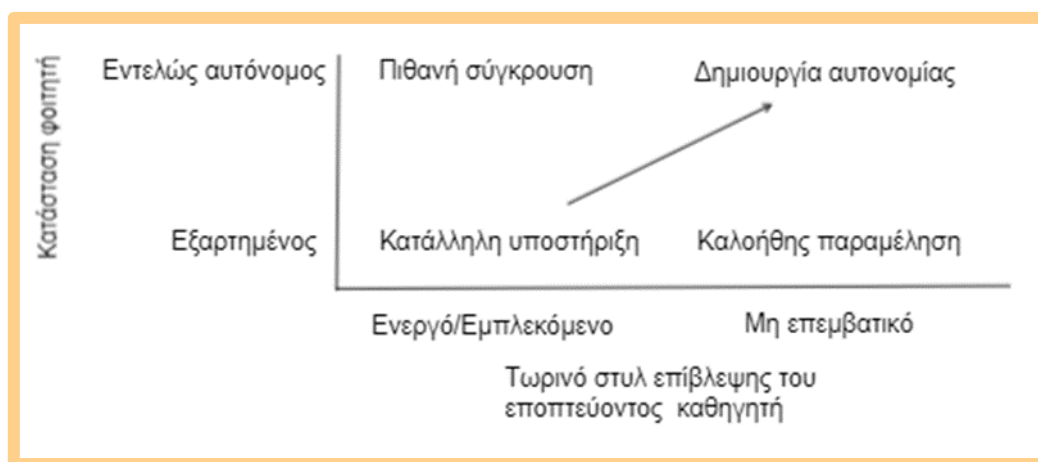 Κατάσταση φοιτητή
Εντελώς αυτόνομος
Πιθανή σύγκρουση
Δημιουργία αυτονομίας
Εξαρτημένος
Κατάλληλη υποστήριξη
Καλοήθης παραμέληση
Ενεργό/Εμπλεκόμενο
Μη επεμβατικό
Τωρινό στυλ επίβλεψης του
εποπτεύοντος καθηγητή